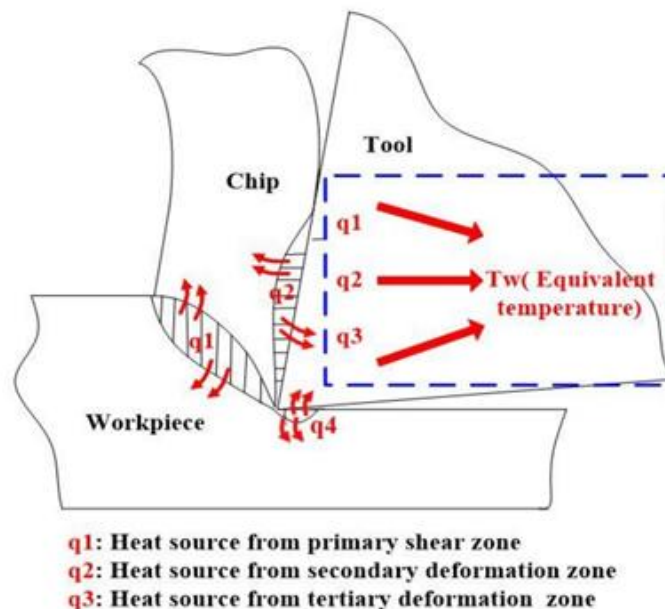 Tool
Chip
q1
q2
q2
Tw( Equivalent
temperature)
q1
q3
Workpiece
q4
q1: Heat source from primary shear zone
q2: Heat source from secondary deformation zone
q3: Heat source from tertiary deformation zone